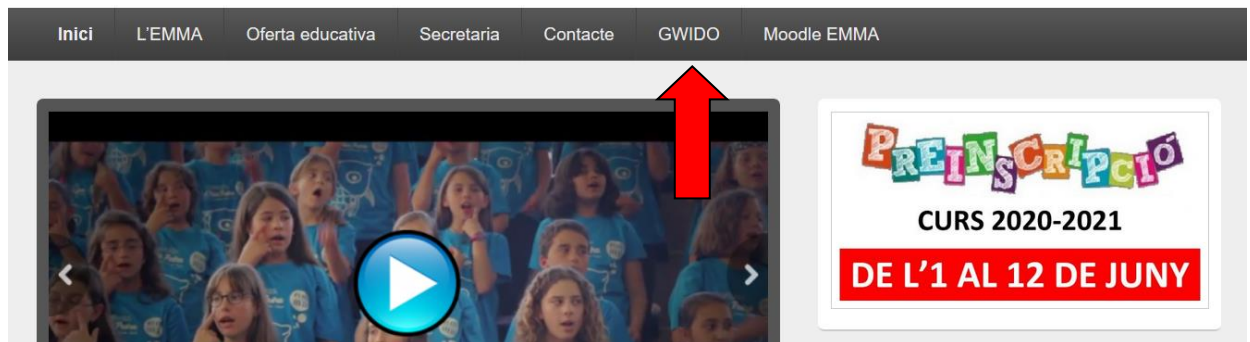 Inici L'EMMA Oferta educativa Secretaria Contacte GWIDO Moodle EMMA
PREINSCRIPCIÓ
CURS 2020-2021
DE L'1 AL 12 DE JUNY